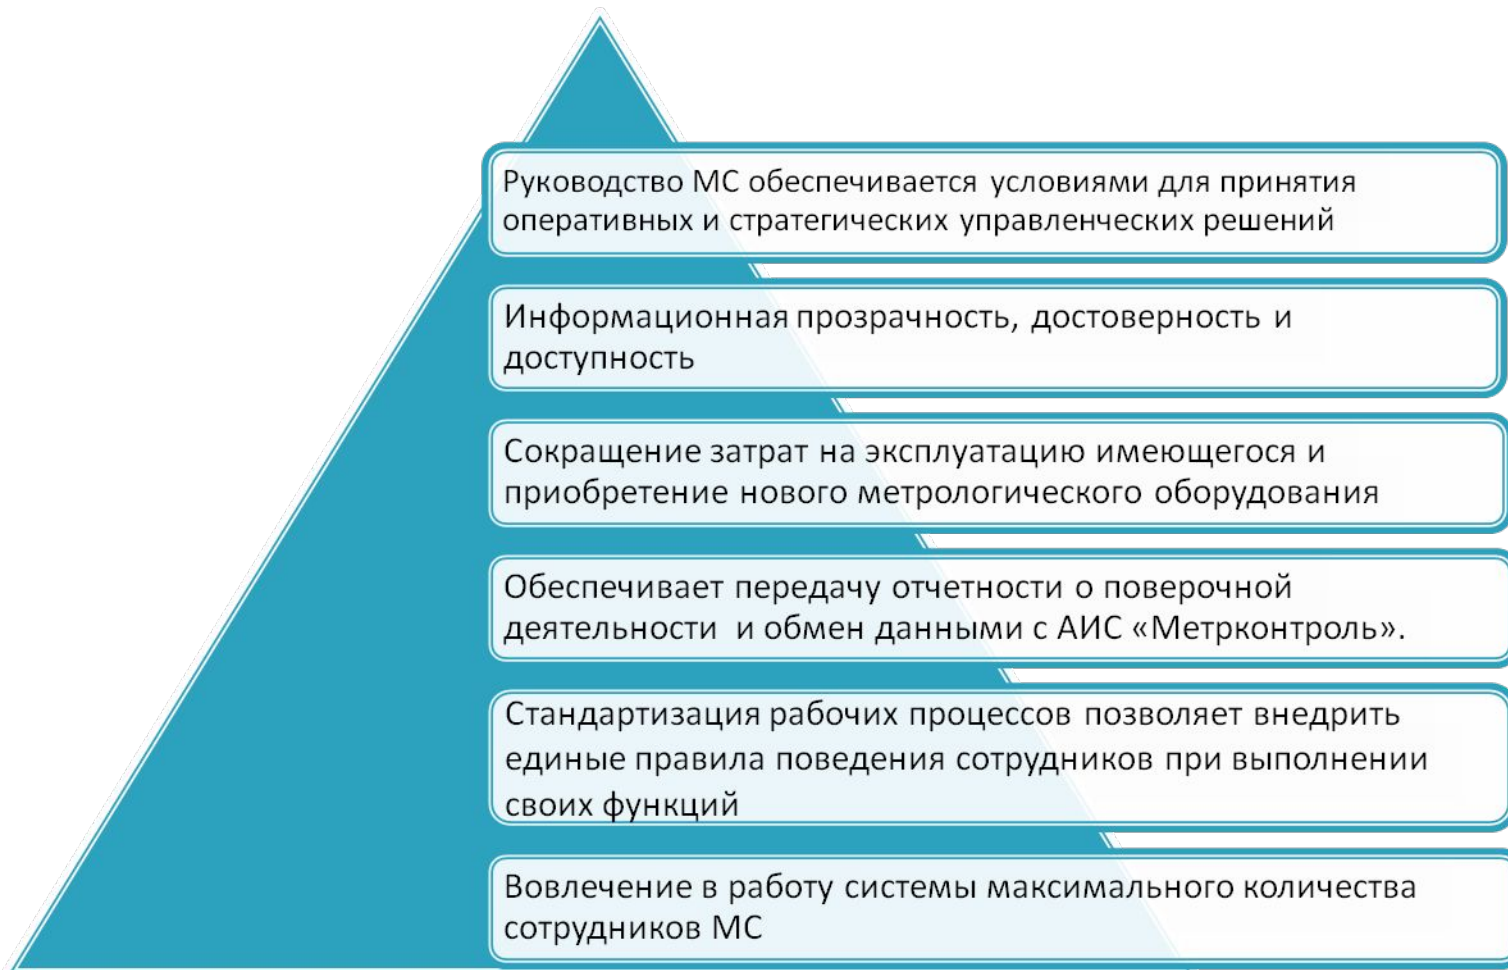 Руководство МС обеспечивается условиями для принятия
оперативных и стратегических управленческих решений
Информационная прозрачность, достоверность и
доступность
Сокращение затрат на эксплуатацию имеющегося и
приобретение нового метрологического оборудования
Обеспечивает передачу отчетности о поверочной
деятельности и обмен данными с АИС «Метрконтроль».
Стандартизация рабочих процессов позволяет внедрить
единые правила поведения сотрудников при выполнении
своих функций
Вовлечение в работу системы максимального количества
сотрудников МС